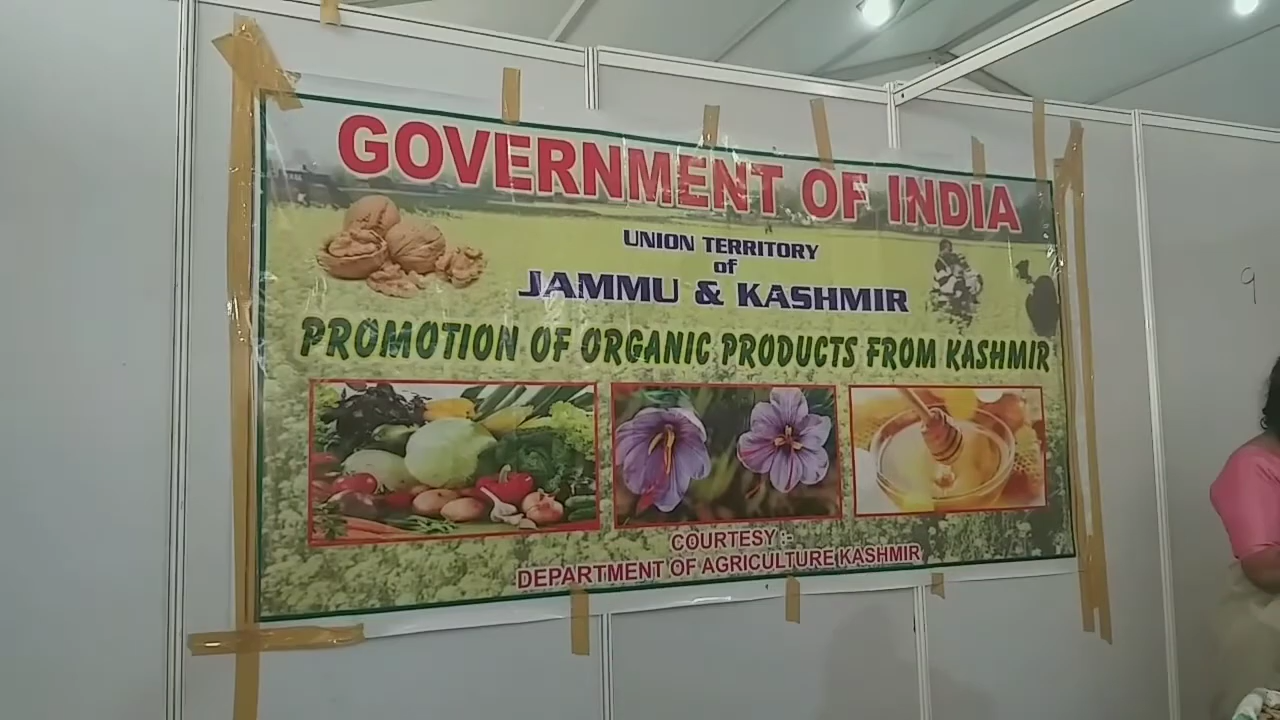 GOVERNMENT OF INDIA
UNION TERRITORY
of
JAMMU & KASHMIR
PROMOTION OF ORGANIC PRODUCTS FROM KASHMIR
COURTESY :-
DEPARTMENT OF AGRICULTURE KASHMIR
9